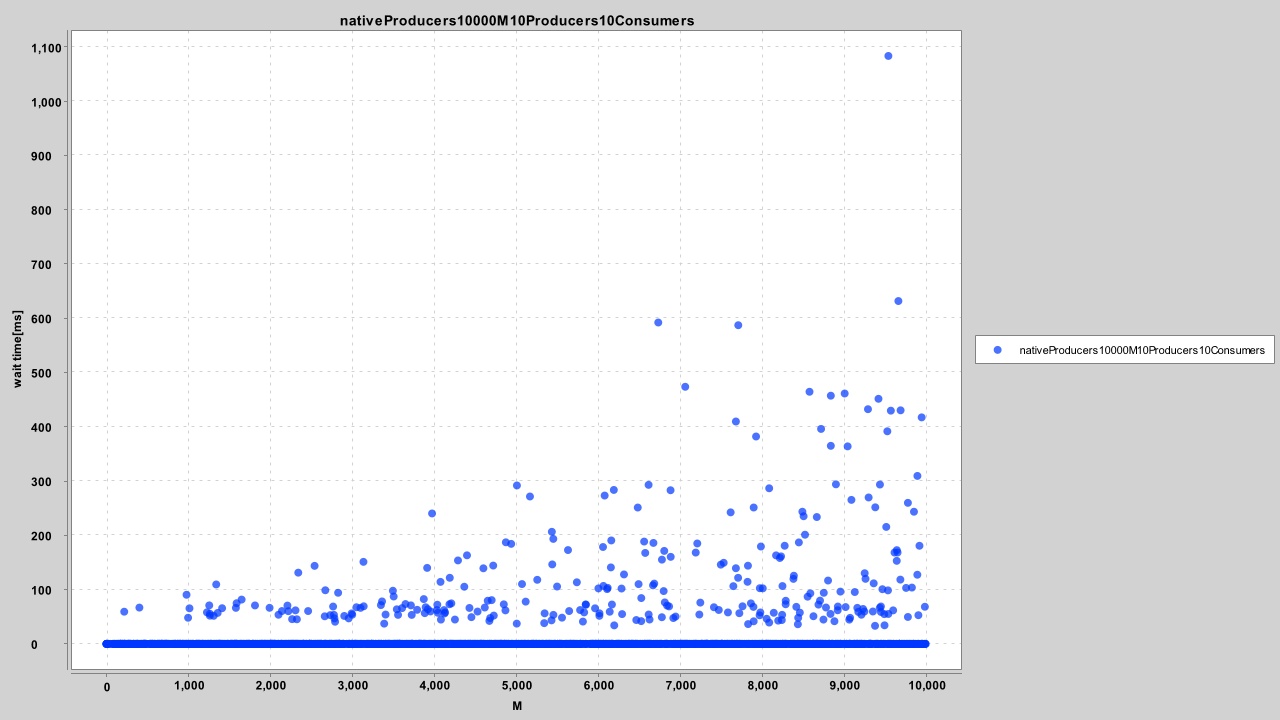 nativeProducers10000M10Producers10Consumers
1,100
1,000
900
800
700
600
500
400
300
200
100
0
wait time[ms]
0 1,000 2,000 3,000 4,000 5,000 6,000 7,000 8,000 9,000 10,000
M
nativeProducers10000M10Producers10Consumers